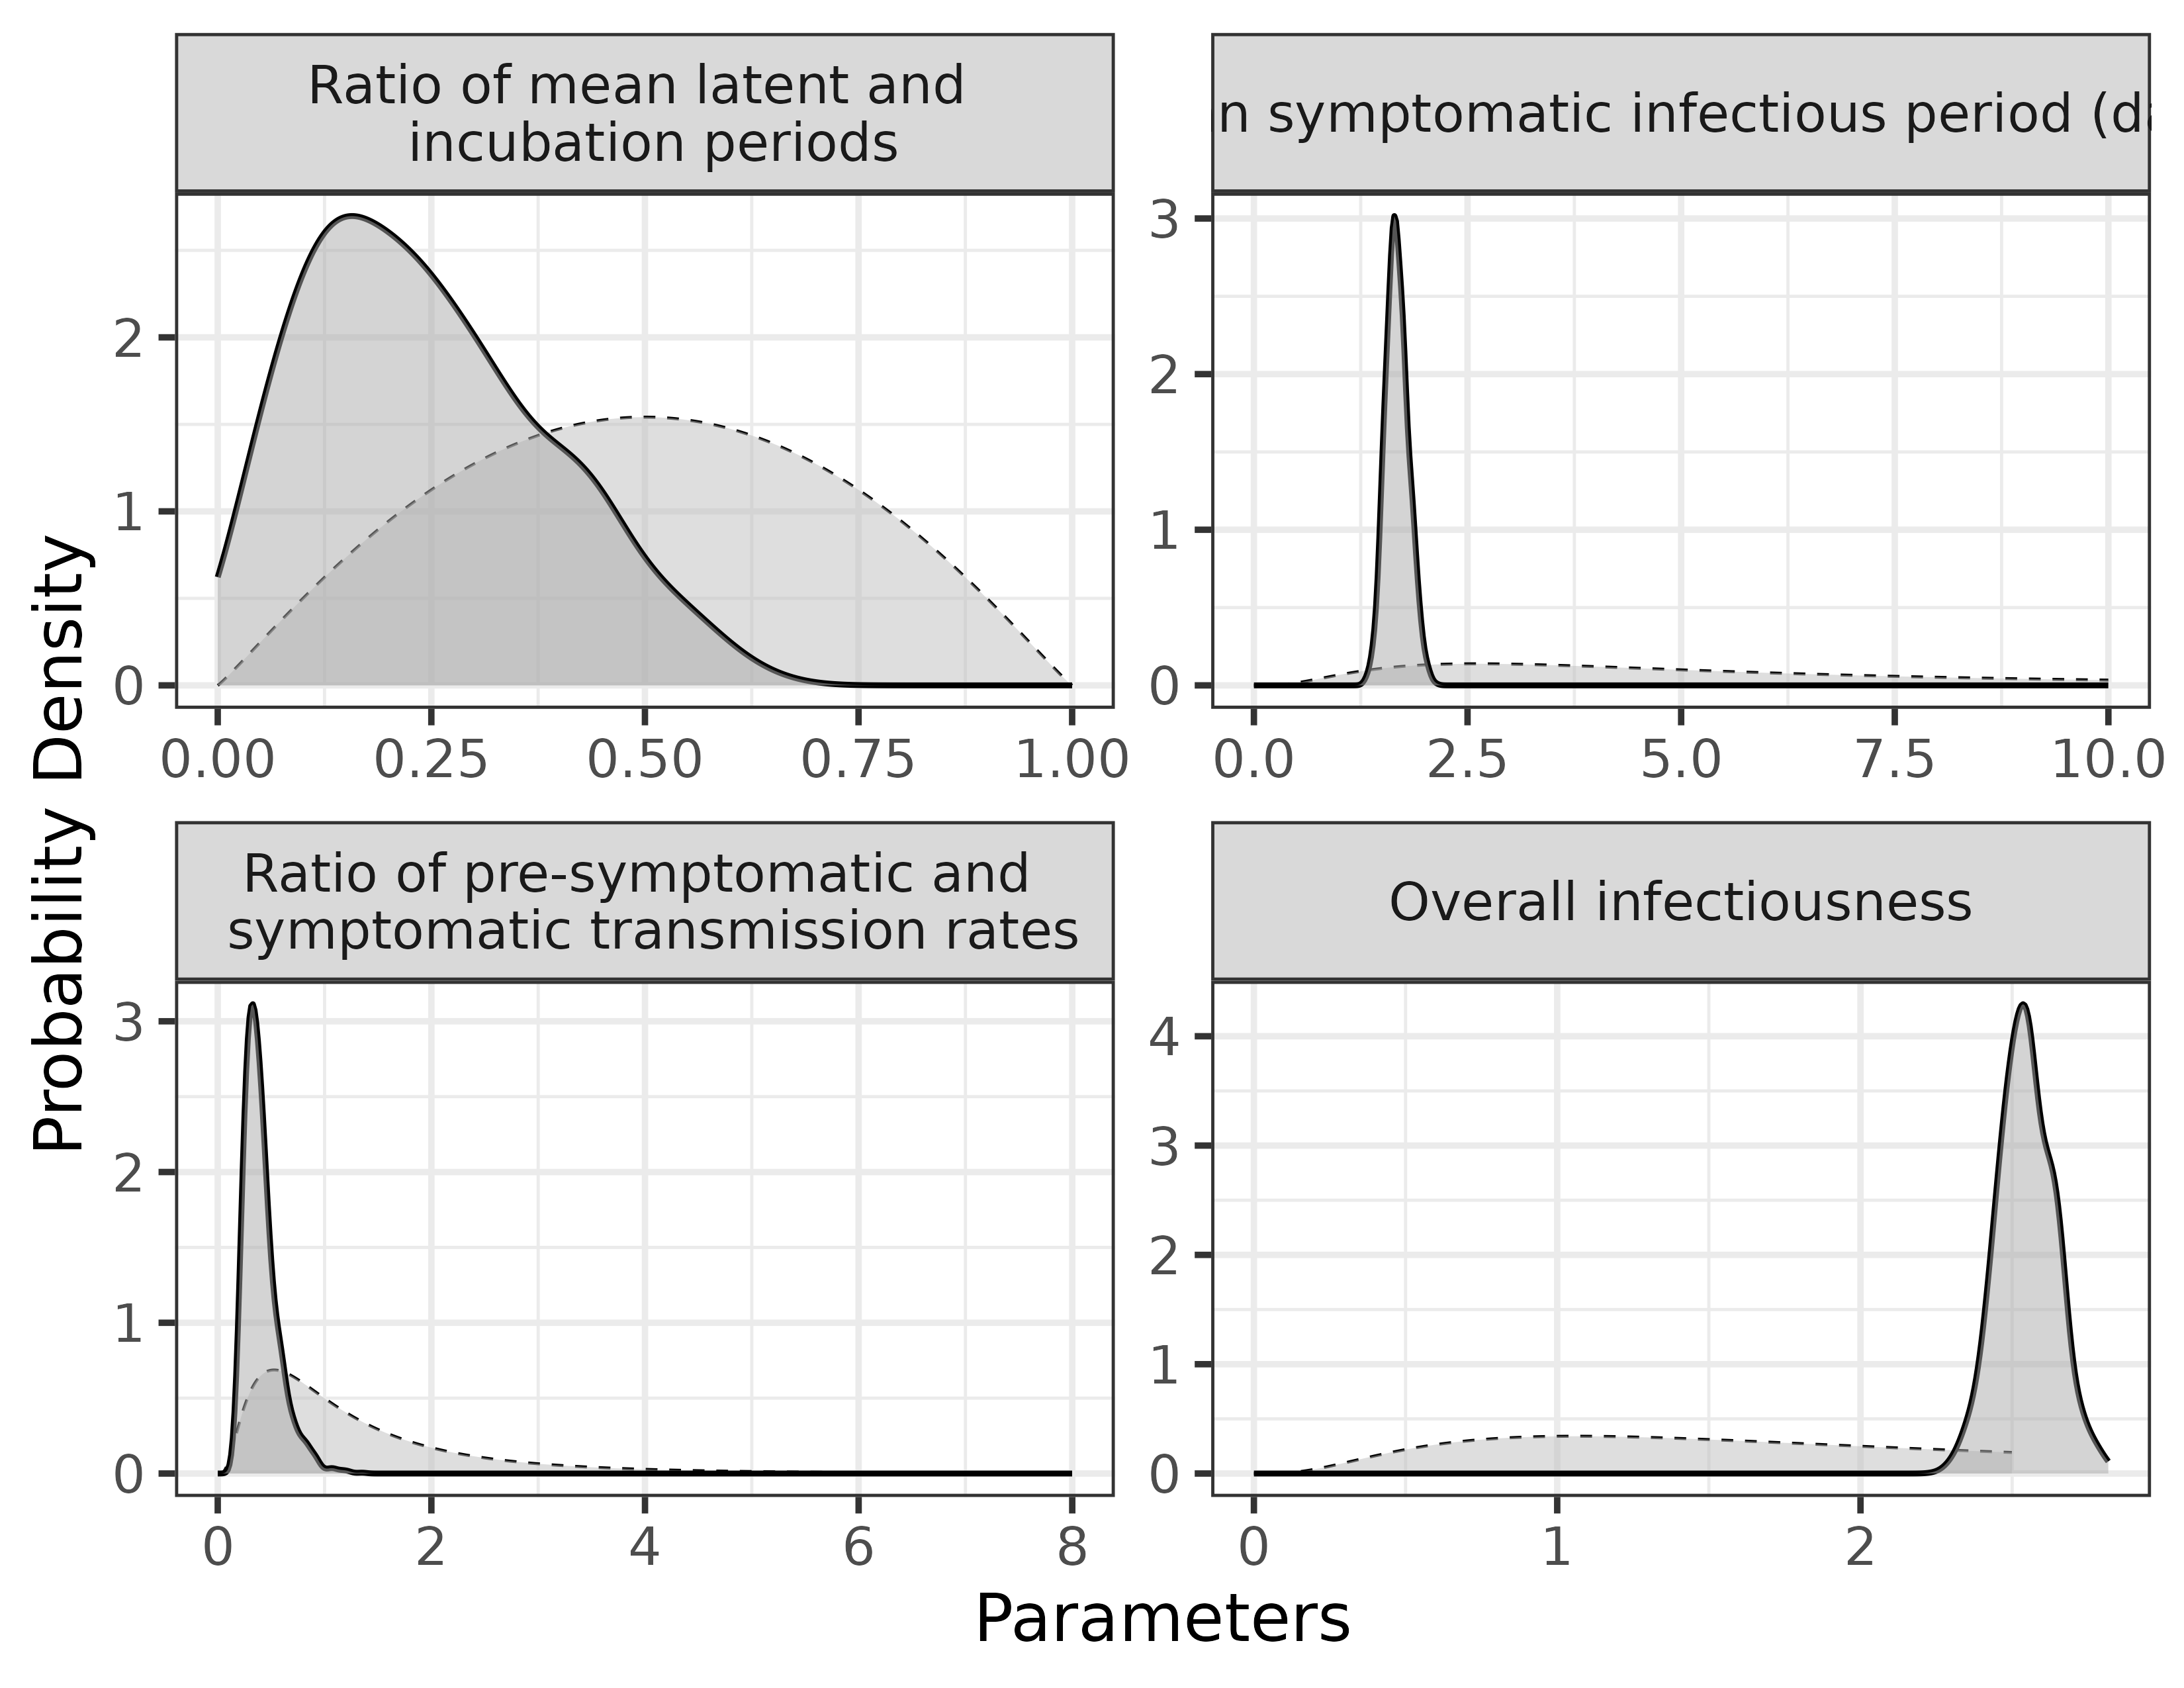 Ratio of mean latent and
incubation periods
symptomatic infectious period
Probability Density
2
1
0
0.00 0.25 0.50 0.75 1.00
3
2
1
0
0.0 2.5 5.0 7.5 10.0
Ratio of pre-symptomatic and
symptomatic transmission rates
Overall infectiousness
3
2
1
0
0 2 4 6 8
4
3
2
1
0
0 1 2
Parameters